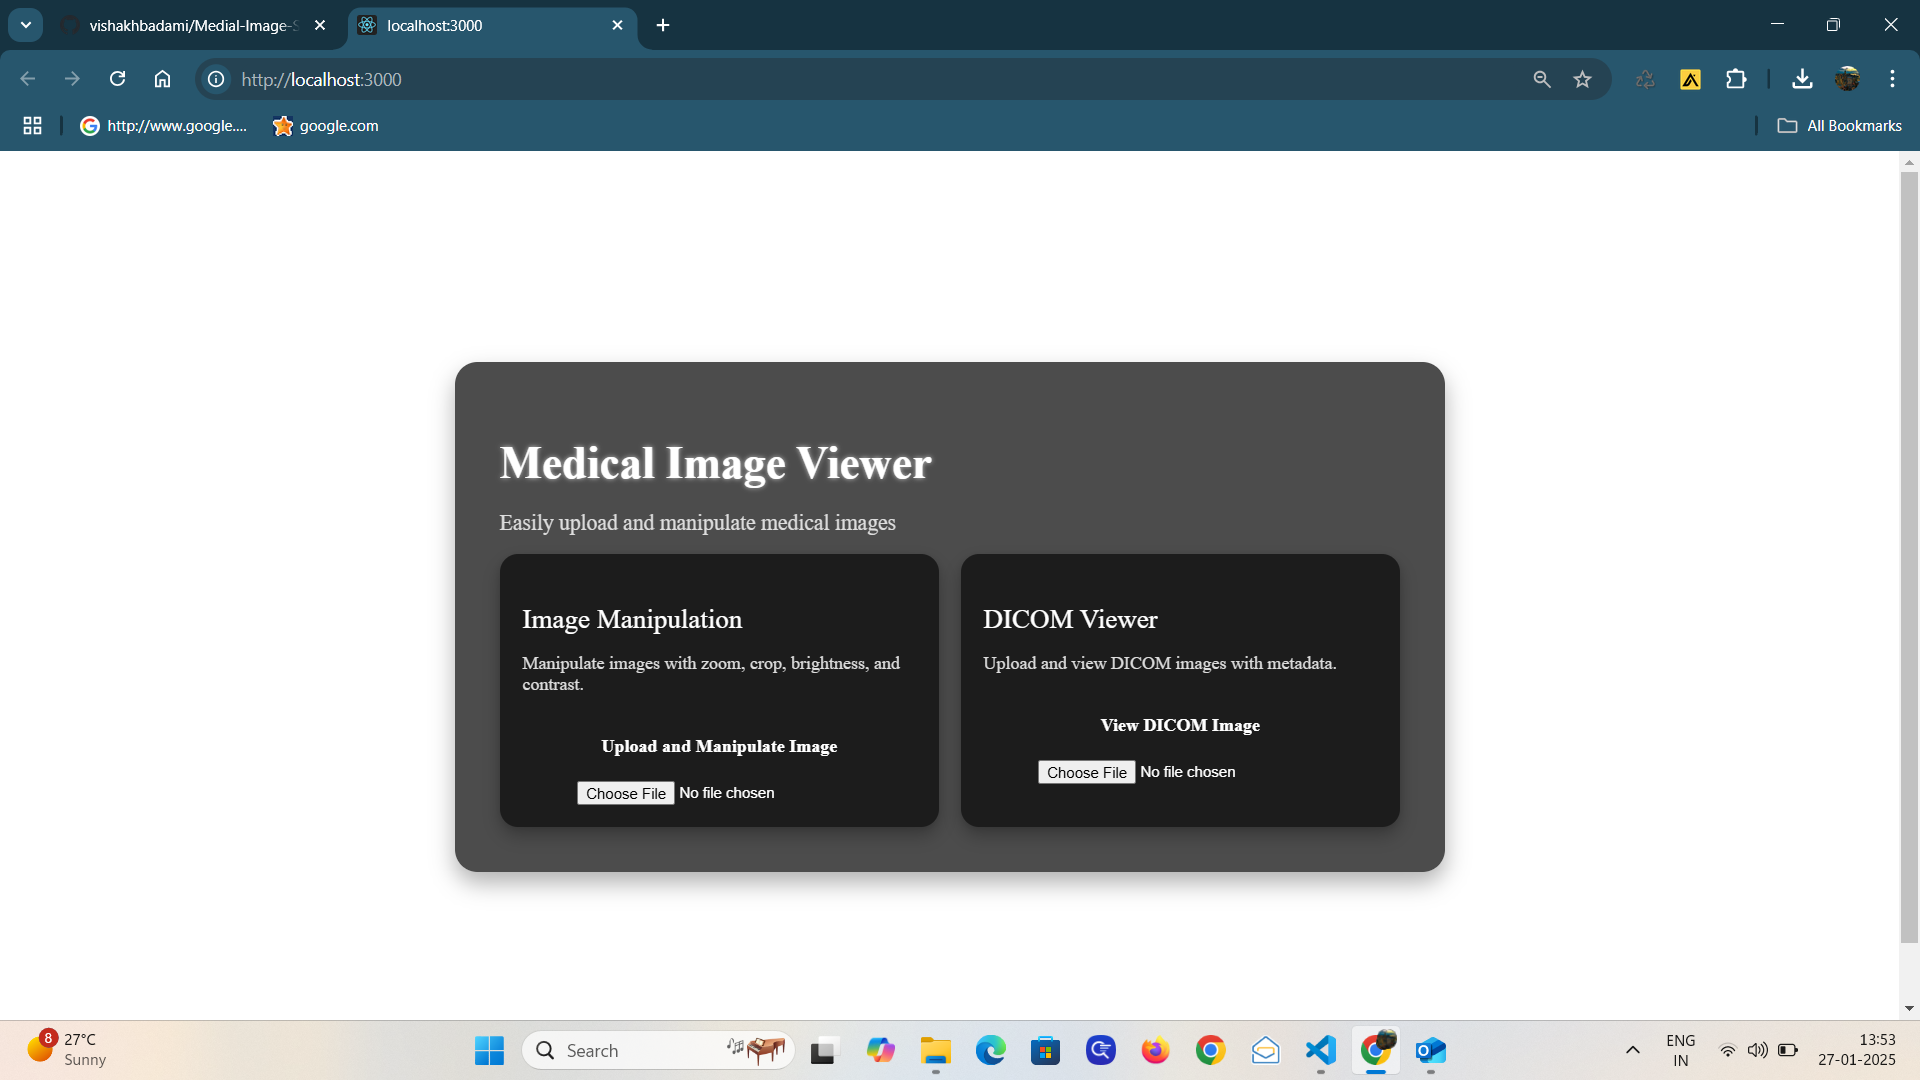 vishakhbadami/Medial-Image-S
localhost:3000
http://localhost:3000
http://www.google....
google.com
All Bookmarks
Medical Image Viewer
Easily upload and manipulate medical images
Image Manipulation
Manipulate images with zoom, crop, brightness, and
contrast.
Upload and Manipulate Image
Choose File No file chosen
DICOM Viewer
Upload and view DICOM images with metadata.
View DICOM Image
Choose File No file chosen
8
27°C
Sunny
Search
ENG
IN
13:53
27-01-2025